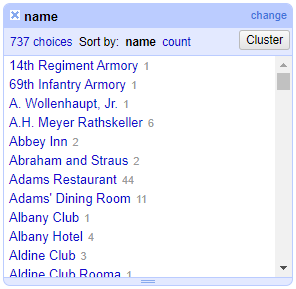 name change
737 choices Sort by: name count Cluster
14th Regiment Armory 1
69th Infantry Armory 1
A. Wollenhaupt, Jr. 1
A.H. Meyer Rathskeller 6
Abbey Inn 2
Abraham and Straus 2
Adams Restaurant 44
Adams' Dining Room 11
Albany Club 1
Albany Hotel 4
Aldine Club 3
Aldine Club Rooma 1